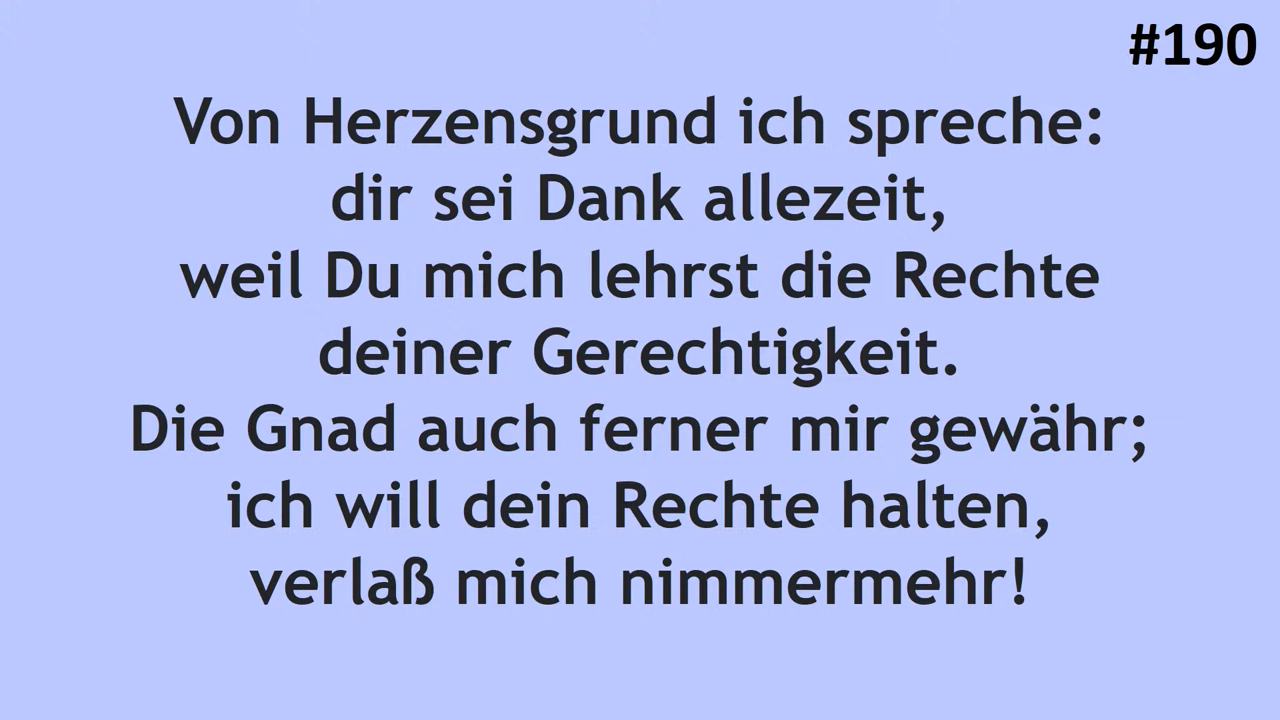 #190
Von Herzensgrund ich spreche:
dir sei Dank allezeit,
weil Du mich lehrst die Rechte
deiner Gerechtigkeit.
Die Gnad auch ferner mir gewähr;
ich will dein Rechte halten,
verlaß mich nimmermehr!